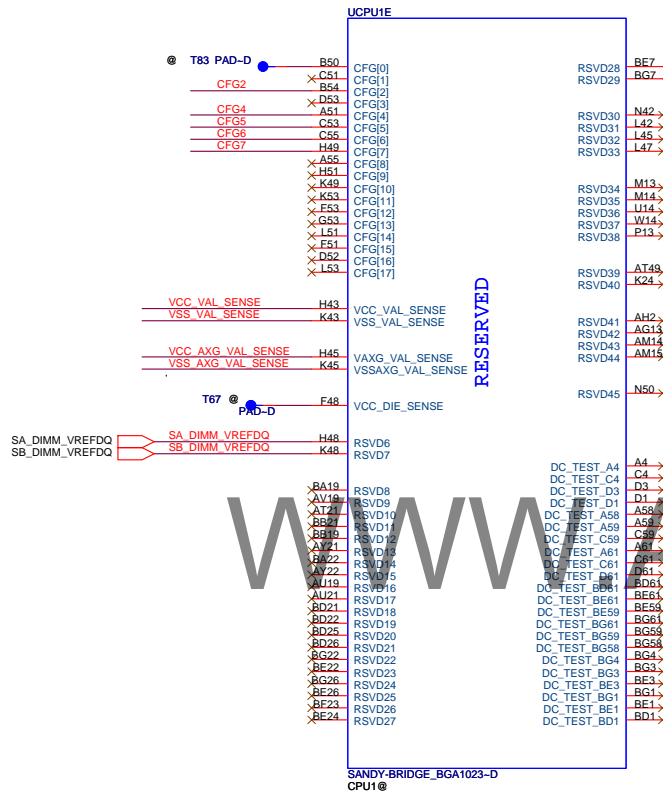 UCPU1E
@ T83 PAD~D
B50 CFG[0]
C51 CFG[1]
CFG2 B54 CFG[2]
D53 CFG[3]
CFG4 A51 CFG[4]
CFG5 C53 CFG[5]
CFG6 C55 CFG[6]
CFG7 H49 CFG[7]
A55 CFG[8]
H51 CFG[9]
K49 CFG[10]
K53 CFG[11]
F53 CFG[12]
G53 CFG[13]
L51 CFG[14]
F51 CFG[15]
D52 CFG[16]
L53 CFG[17]
VCC_VAL_SENSE H43 VCC_VAL_SENSE
VSS_VAL_SENSE K43 VSS_VAL_SENSE
VCC_AXG_VAL_SENSE H45 VAXG_VAL_SENSE
VSS_AXG_VAL_SENSE K45 VSSAXG_VAL_SENSE
T67 @ PAD~D
F48 VCC_DIE_SENSE
SA_DIMM_VREFDQ SA_DIMM_VREFDQ H48 RSVD6
SB_DIMM_VREFDQ SB_DIMM_VREFDQ K48 RSVD7
BA19 RSVD8
AV19 RSVD9
AT21 RSVD10
BB21 RSVD11
BB19 RSVD12
AY21 RSVD13
BA22 RSVD14
AY22 RSVD15
AU19 RSVD16
AU21 RSVD17
BD21 RSVD18
BD22 RSVD19
BD25 RSVD20
BD26 RSVD21
BG22 RSVD22
BE22 RSVD23
BG26 RSVD24
BE26 RSVD25
BF23 RSVD26
BE24 RSVD27
RESERVED
RSVD28 BE7
RSVD29 BG7
RSVD30 N42
RSVD31 L42
RSVD32 L45
RSVD33 L47
RSVD34 M13
RSVD35 M14
RSVD36 U14
RSVD37 W14
RSVD38 P13
RSVD39 AT49
RSVD40 K24
RSVD41 AH2
RSVD42 AG13
RSVD43 AM14
RSVD44 AM15
RSVD45 N50
DC_TEST_A4 A4
DC_TEST_C4 C4
DC_TEST_D3 D3
DC_TEST_D1 D1
DC_TEST_A58 A58
DC_TEST_A59 A59
DC_TEST_C59 C59
DC_TEST_A61
DC_TEST_C61 C61
DC_TEST_D61 D61
DC_TEST_BD61 BD61
DC_TEST_BE61 BE61
DC_TEST_BE59 BE59
DC_TEST_BG61 BG61
DC_TEST_BG59 BG59
DC_TEST_BG58 BG58
DC_TEST_BG4 BG4
DC_TEST_BG3 BG3
DC_TEST_BE3 BE3
DC_TEST_BG1 BG1
DC_TEST_BE1 BE1
DC_TEST_BD1 BD1
SANDY-BRIDGE_BGA1023~D
CPU1@
WWW.